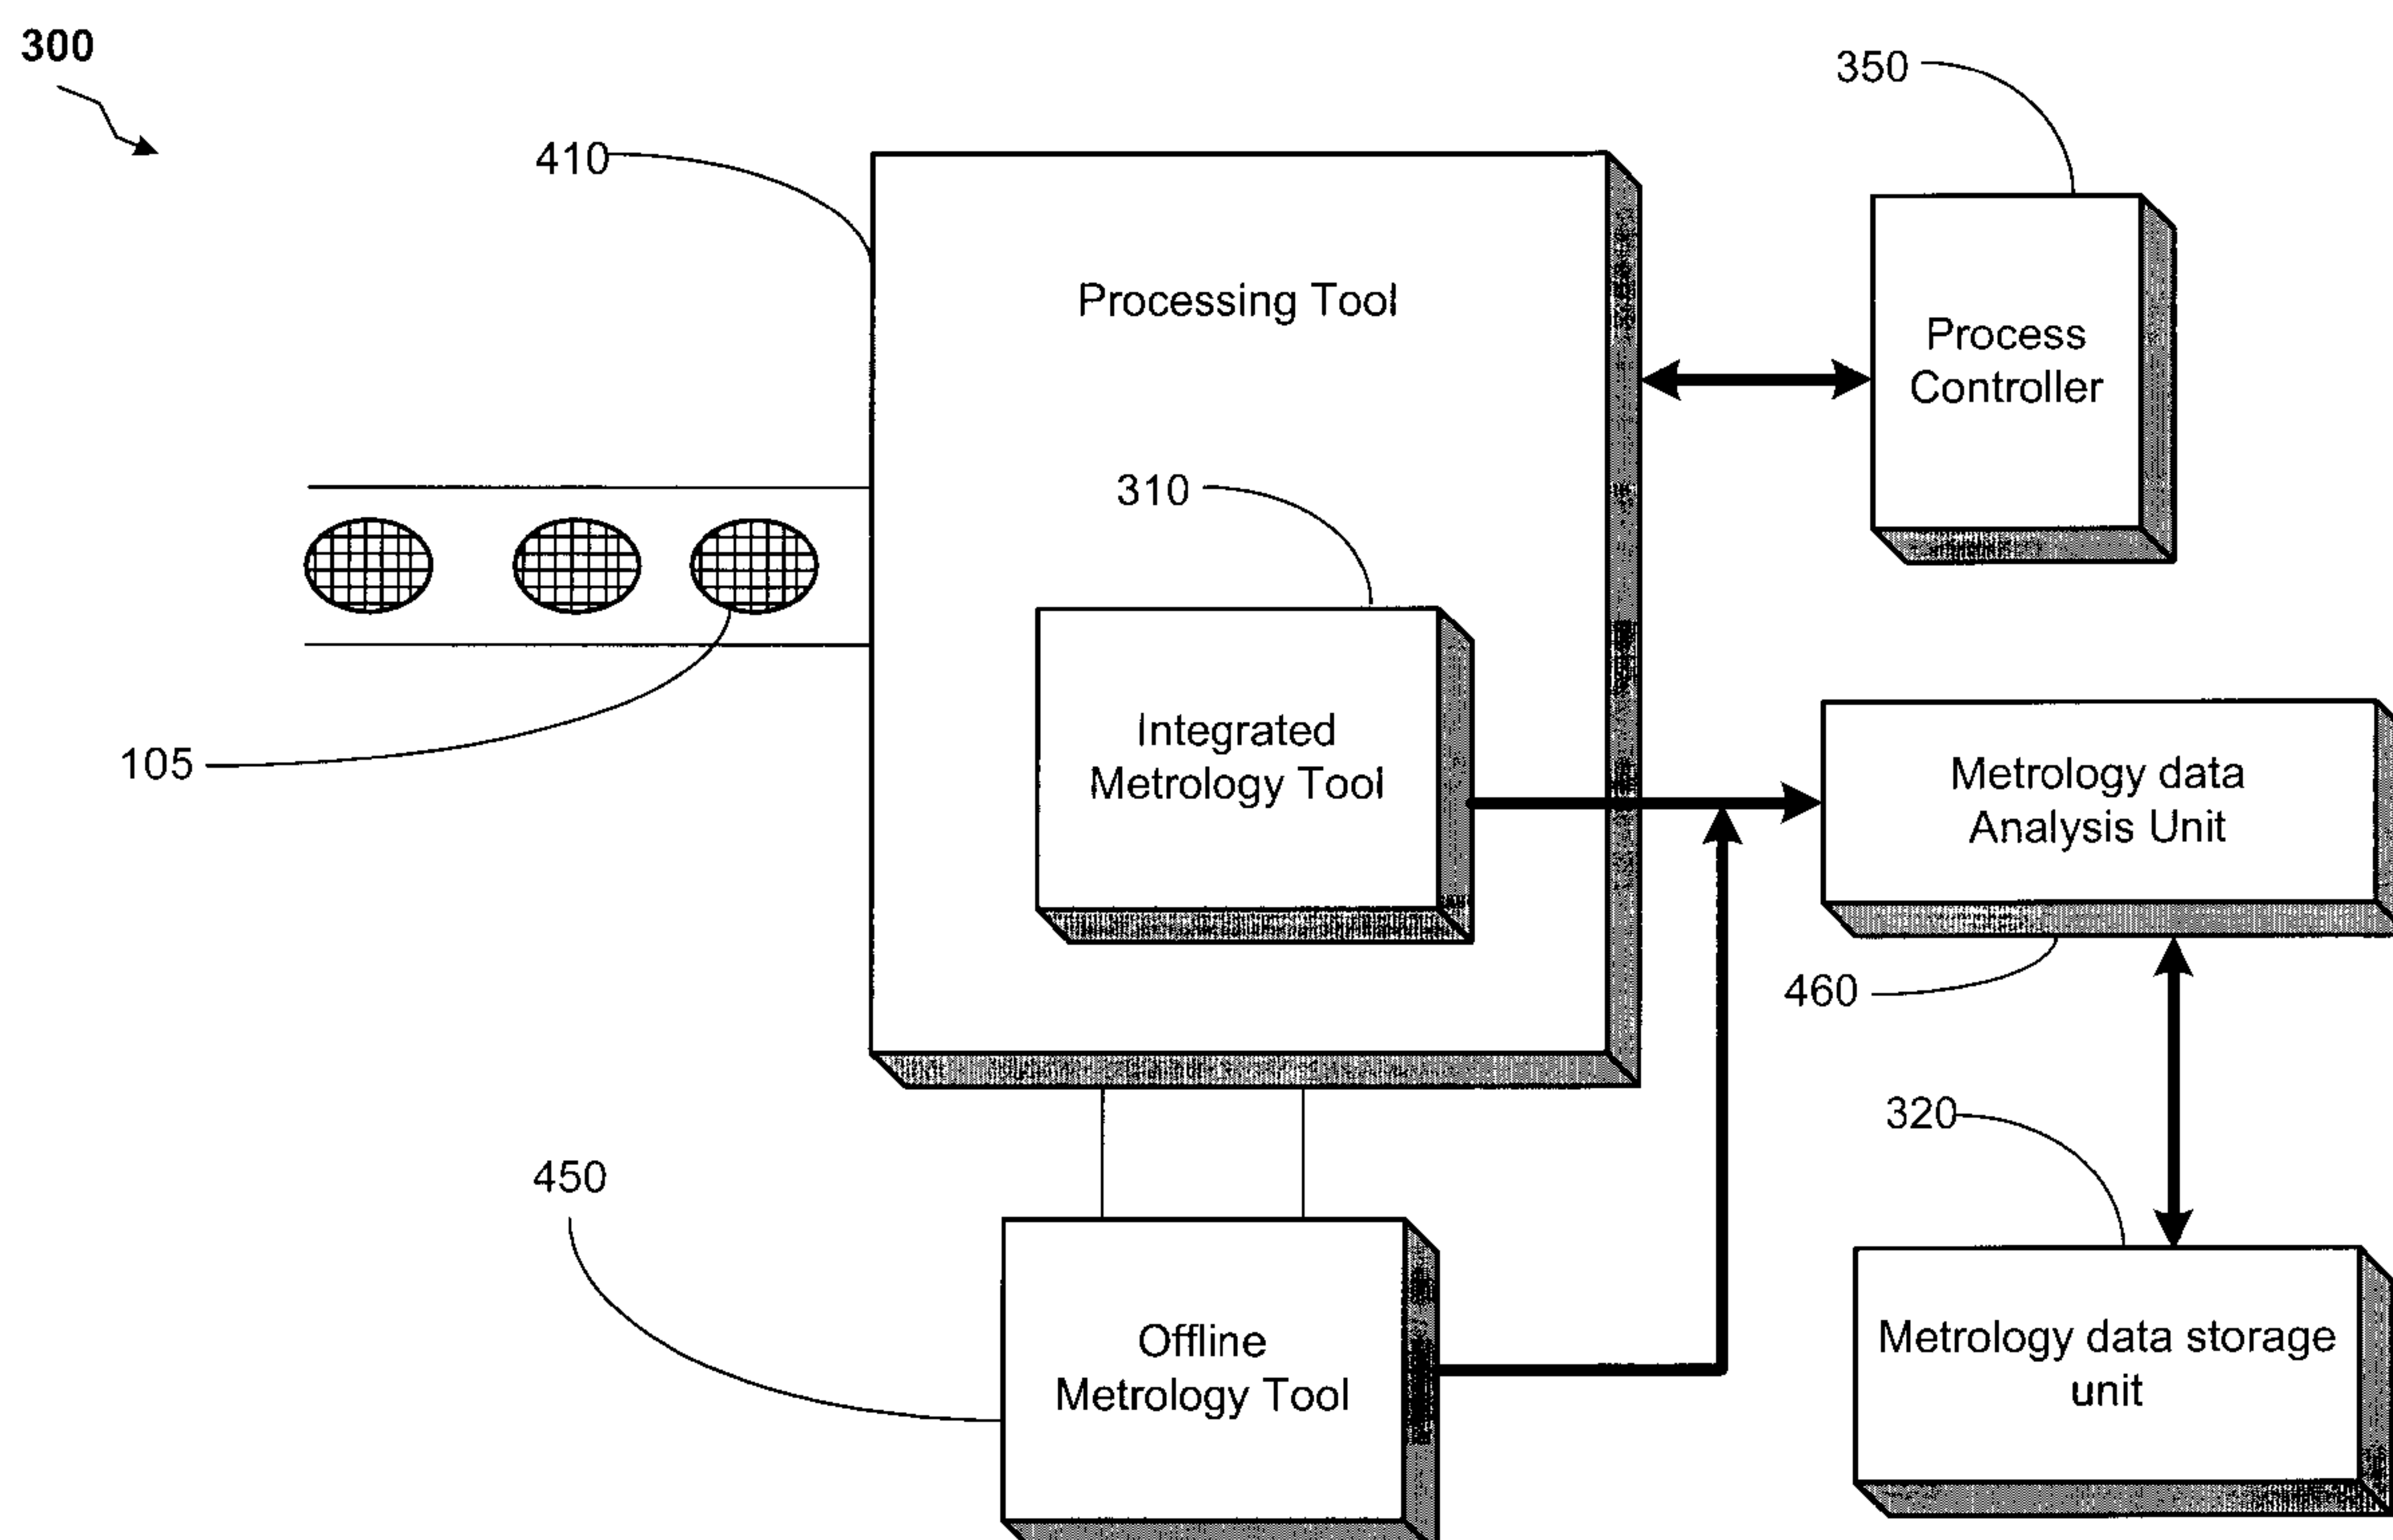 300
350
410
Processing Tool
Process
Controller
310
Integrated
Metrology Tool
105
Metrology data
Analysis Unit
460
320
450
Offline
Metrology Tool
Metrology data storage
unit